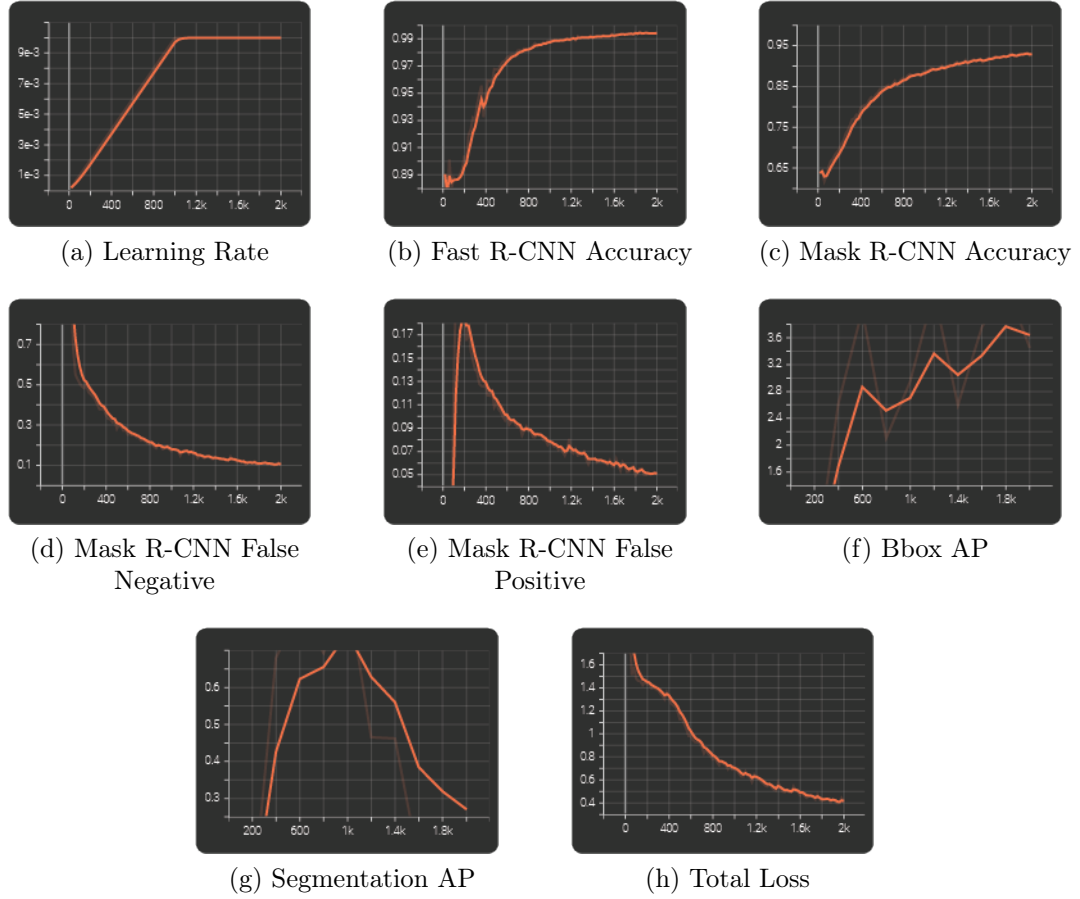 9e-3
7e-3
5e-3
3e-3
1e-3
0 400 800 1.2k 1.6k 2k
(a) Learning Rate
0.99
0.97
0.95
0.93
0.91
0.89
0 400 800 1.2k 1.6k 2k
(b) Fast R-CNN Accuracy
0.95
0.85
0.75
0.65
0 400 800 1.2k 1.6k 2k
(c) Mask R-CNN Accuracy
0.7
0.5
0.3
0.1
0 400 800 1.2k 1.6k 2k
(d) Mask R-CNN False
Negative
0.17
0.15
0.13
0.11
0.09
0.07
0.05
0 400 800 1.2k 1.6k 2k
(e) Mask R-CNN False
Positive
3.6
3.2
2.8
2.4
2
1.6
200 600 1k 1.4k 1.8k
(f) Bbox AP
0.6
0.5
0.4
0.3
200 600 1k 1.4k 1.8k
(g) Segmentation AP
1.6
1.4
1.2
1
0.8
0.6
0.4
0 400 800 1.2k 1.6k 2k
(h) Total Loss